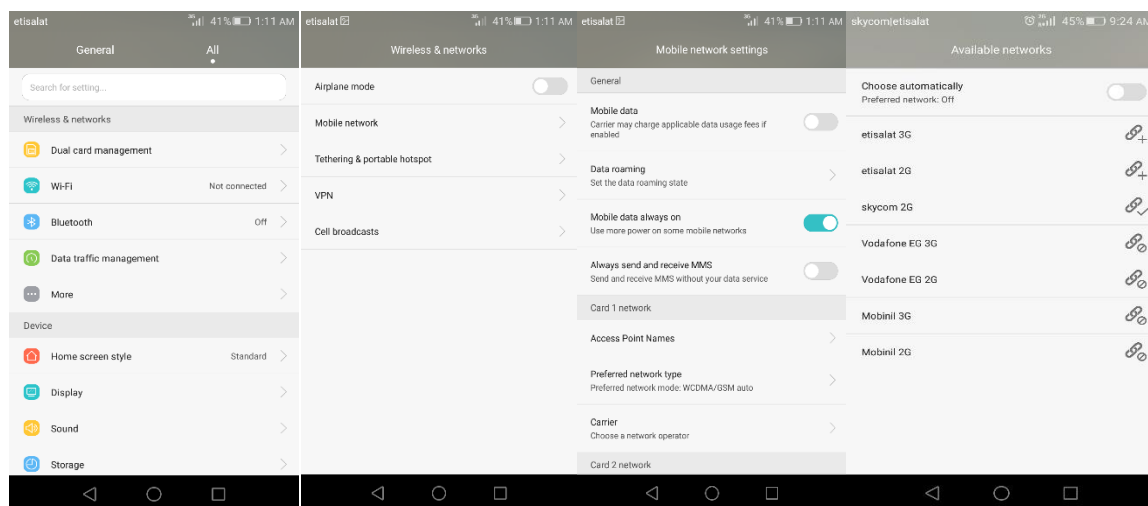 etisalat 3G 41% 1:11 AM
General All
Search for setting...
Wireless & networks
Dual card management
Wi-Fi Not connected
Bluetooth Off
Data traffic management
More
Device
Home screen style Standard
Display
Sound
Storage
etisalat 3G 41% 1:11 AM
Wireless & networks
Airplane mode
Mobile network
Tethering & portable hotspot
VPN
Cell broadcasts
etisalat 3G 41% 1:11 AM
Mobile network settings
General
Mobile data
Carrier may charge applicable data usage fees if
enabled
Data roaming
Set the data roaming state
Mobile data always on
Use more power on some mobile networks
Always send and receive MMS
Send and receive MMS without your data service
Card 1 network
Access Point Names
Preferred network type
Preferred network mode: WCDMA/GSM auto
Carrier
Choose a network operator
Card 2 network
skycom|etisalat 2G 45% 9:24 AM
Available networks
Choose automatically
Preferred network: Off
etisalat 3G
etisalat 2G
skycom 2G
Vodafone EG 3G
Vodafone EG 2G
Mobinil 3G
Mobinil 2G